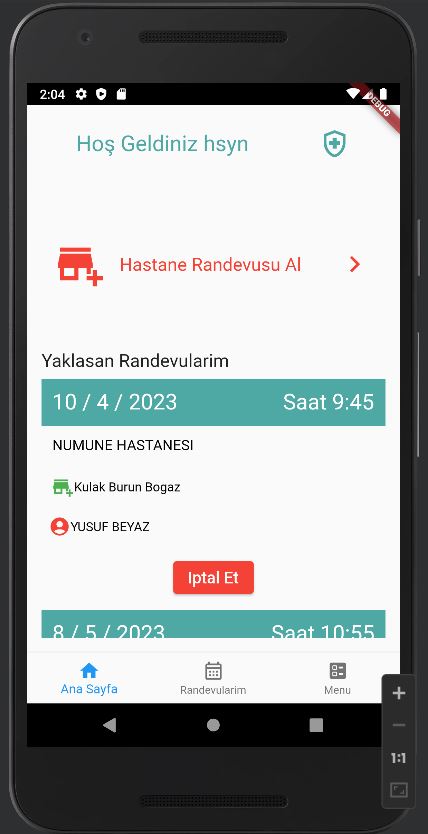 2:04
DEBUG
Hoş Geldiniz hsyn
Hastane Randevusu Al
Yaklasan Randevularim
10 / 4 / 2023 Saat 9:45
NUMUNE HASTANESI
Kulak Burun Bogaz
YUSUF BEYAZ
Iptal Et
8 / 5 / 2023 Saat 10:55
Ana Sayfa Randevularim Menu
1:1